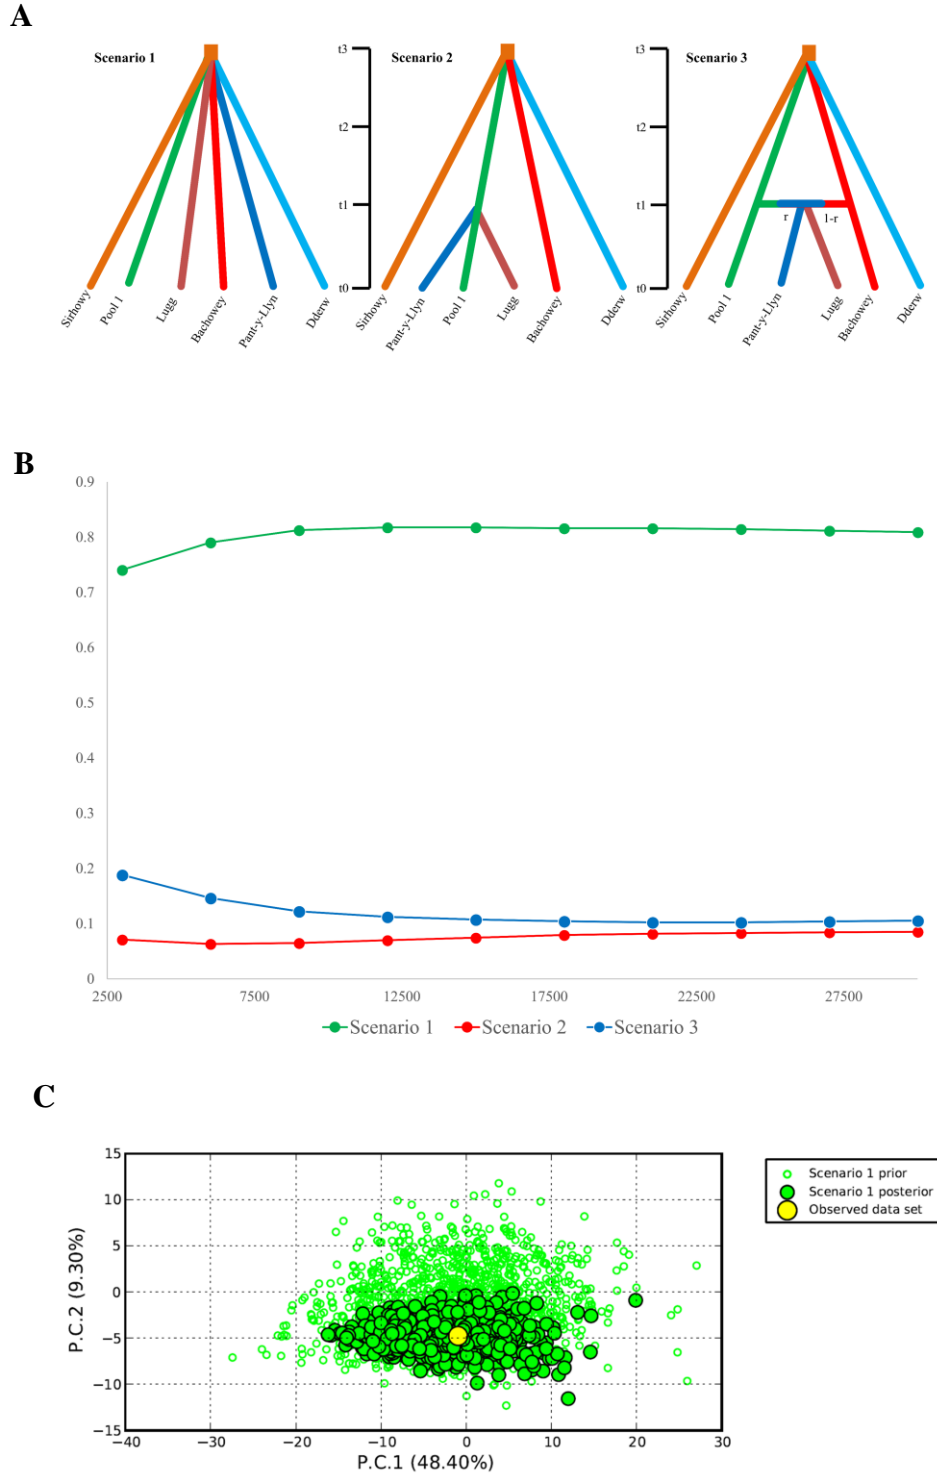 A
Scenario 1
Scenario 2
Scenario 3
t3
t2
t1
t0
t3
t2
t1
t0
r
1-r
Sirhowy
Pool 1
Lugg
Bachowey
Pant-y-Llyn
Dderw
Sirhowy
Pant-y-Llyn
Pool 1
Lugg
Bachowey
Dderw
Sirhowy
Pool 1
Pant-y-Llyn
Lugg
Bachowey
Dderw
B
0.9
0.8
0.7
0.6
0.5
0.4
0.3
0.2
0.1
0
2500
7500
12500
17500
22500
27500
Scenario 1
Scenario 2
Scenario 3
C
15
10
5
0
−5
−10
−15
−40
−30
−20
−10
0
10
20
30
P.C.2 (9.30%)
P.C.1 (48.40%)
Scenario 1 prior
Scenario 1 posterior
Observed data set